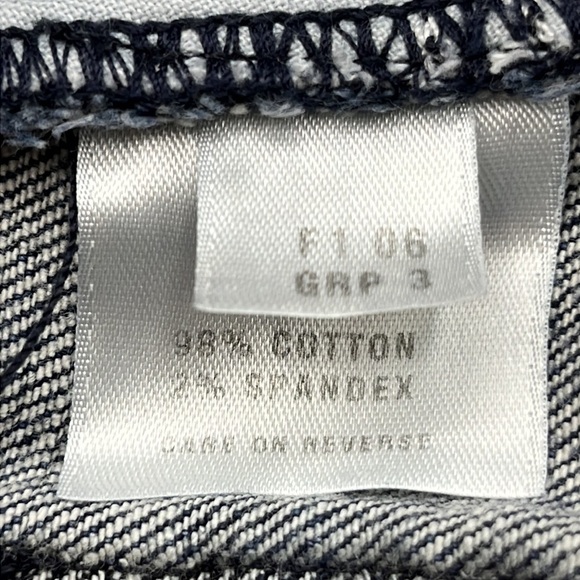 F1 06
GRP 3
98% COTTON
2% SPANDEX
CARE ON REVERSE